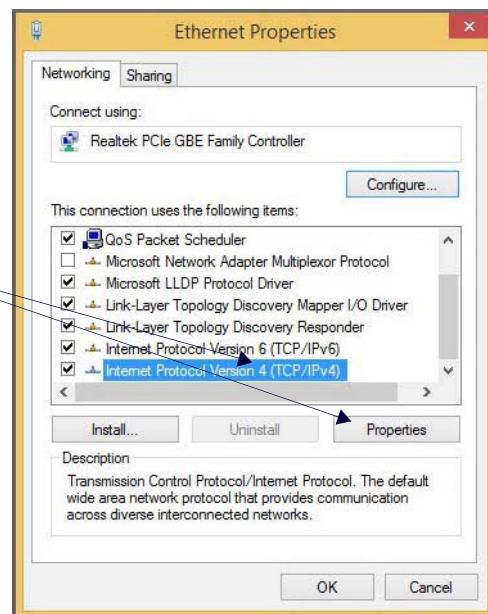 Ethernet Properties
Networking Sharing
Connect using:
Realtek PCIe GBE Family Controller
Configure...
This connection uses the following items:
QoS Packet Scheduler
Microsoft Network Adapter Multiplexor Protocol
Microsoft LLDP Protocol Driver
Link-Layer Topology Discovery Mapper I/O Driver
Link-Layer Topology Discovery Responder
Internet Protocol Version 6 (TCP/IPv6)
Internet Protocol Version 4 (TCP/IPv4)
Install... Uninstall Properties
Description
Transmission Control Protocol/Internet Protocol. The default
wide area network protocol that provides communication
across diverse interconnected networks.
OK Cancel